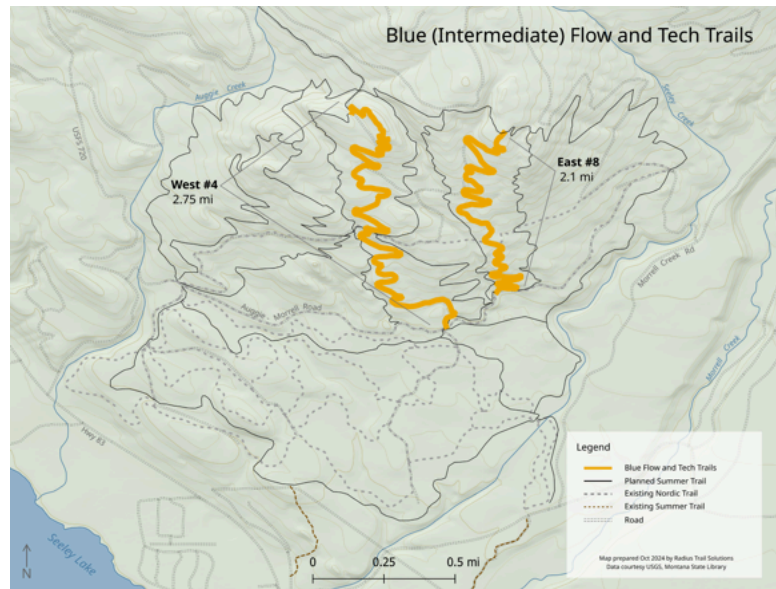 Blue (Intermediate) Flow and Tech Trails
Auggie Creek
Seeley Creek
USFS 720
West #4
2.75 mi
East #8
2.1 mi
Morrell Creek Rd
Auggie Morrell Road
Morrell Creek
Hwy 83
Seeley Lake
N
0 0.25 0.5 mi
Legend
Blue Flow and Tech Trails
Planned Summer Trail
Existing Nordic Trail
Existing Summer Trail
Road
Map prepared Oct 2024 by Radius Trail Solutions
Data courtesy USGS, Montana State Library